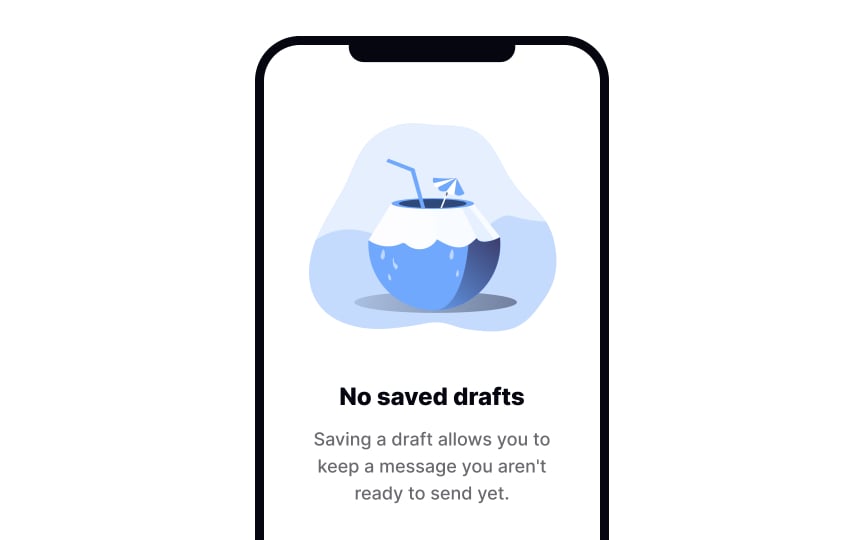 No saved drafts
Saving a draft allows you to
keep a message you aren't
ready to send yet.